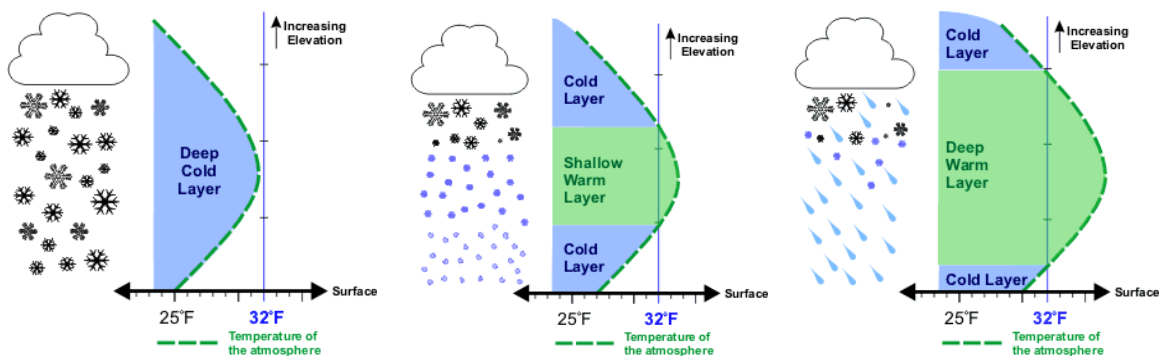 Increasing
Elevation
Deep
Cold
Layer
Surface
25°F
32°F
Temperature of
the atmosphere
Increasing
Elevation
Cold
Layer
Shallow
Warm
Layer
Cold
Layer
Surface
25°F
32°F
Temperature of
the atmosphere
Increasing
Elevation
Cold
Layer
Deep
Warm
Layer
Cold Layer
Surface
25°F
32°F
Temperature of
the atmosphere